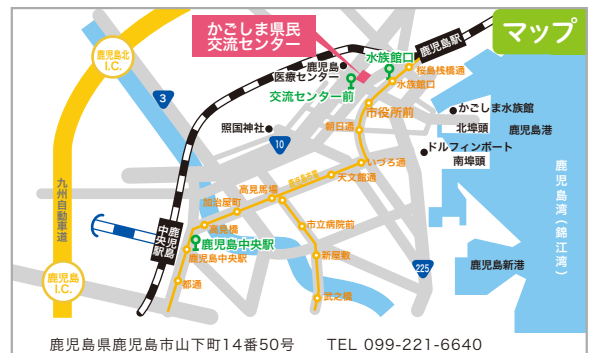 マップ
かごしま県民
交流センター
鹿児島駅
鹿児島北
I.C.
鹿児島
医療センター
水族館口
桜島桟橋通
水族館口
交流センター前
3
市役所前
かごしま水族館
北埠頭
鹿児島港
照国神社
朝日通
10
ドルフィンポート
南埠頭
いづろ通
天文館通
鹿児島湾(錦江湾)
九州自動車道
高見馬場
加治屋町
高見橋
市立病院前
鹿児島
中央駅
鹿児島中央駅
鹿児島中央駅
新屋敷
225
鹿児島新港
鹿児島
I.C.
都通
武之橋
鹿児島県鹿児島市山下町14番50号 TEL 099-221-6640